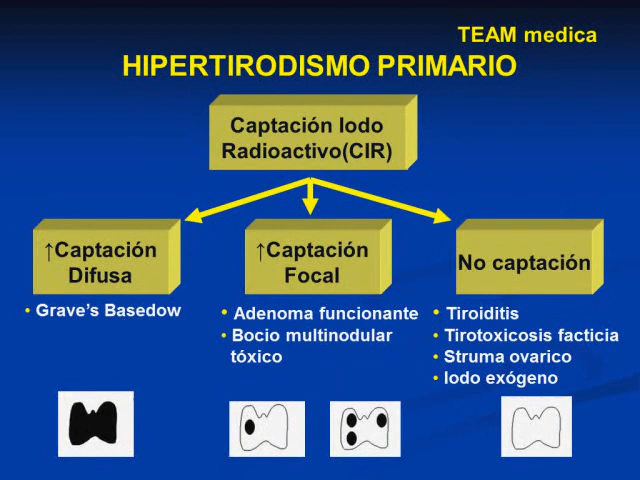 TEAM medica
HIPERTIRODISMO PRIMARIO
Captación Iodo
Radioactivo(CIR)
↑Captación
Difusa
• Grave's Basedow
↑Captación
Focal
• Adenoma funcionante
• Bocio multinodular
tóxico
No captación
• Tiroiditis
• Tirotoxicosis facticia
• Struma ovarico
• Iodo exógeno